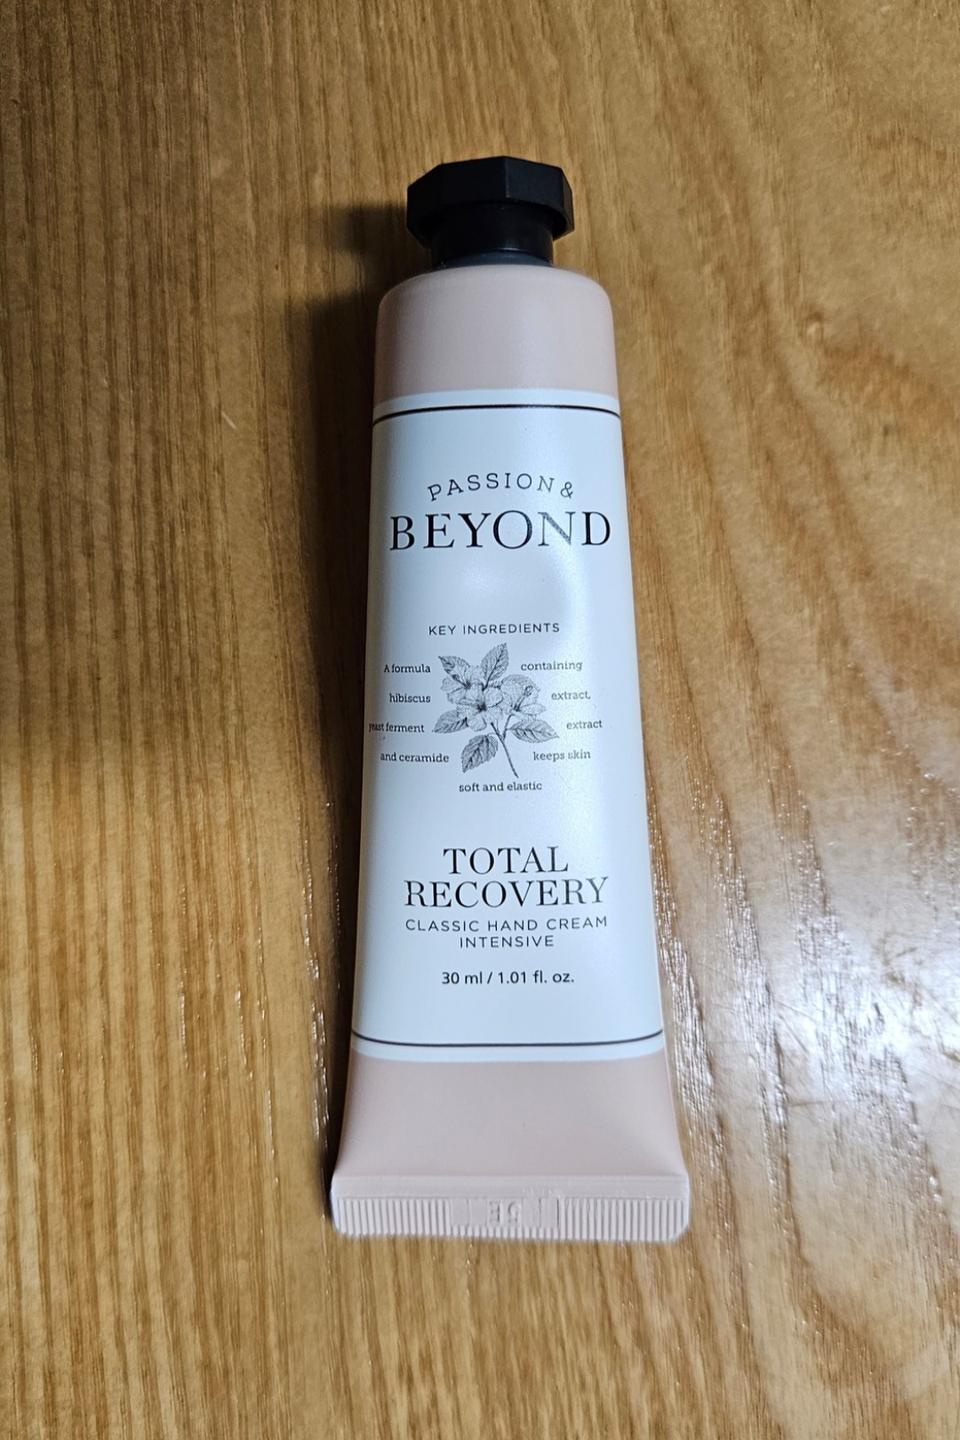 PASSION &
BEYOND
KEY INGREDIENTS
A formula containing
hibiscus extract,
yeast ferment extract
and ceramide keeps skin
soft and elastic
TOTAL
RECOVERY
CLASSIC HAND CREAM
INTENSIVE
30 ml / 1.01 fl. oz.